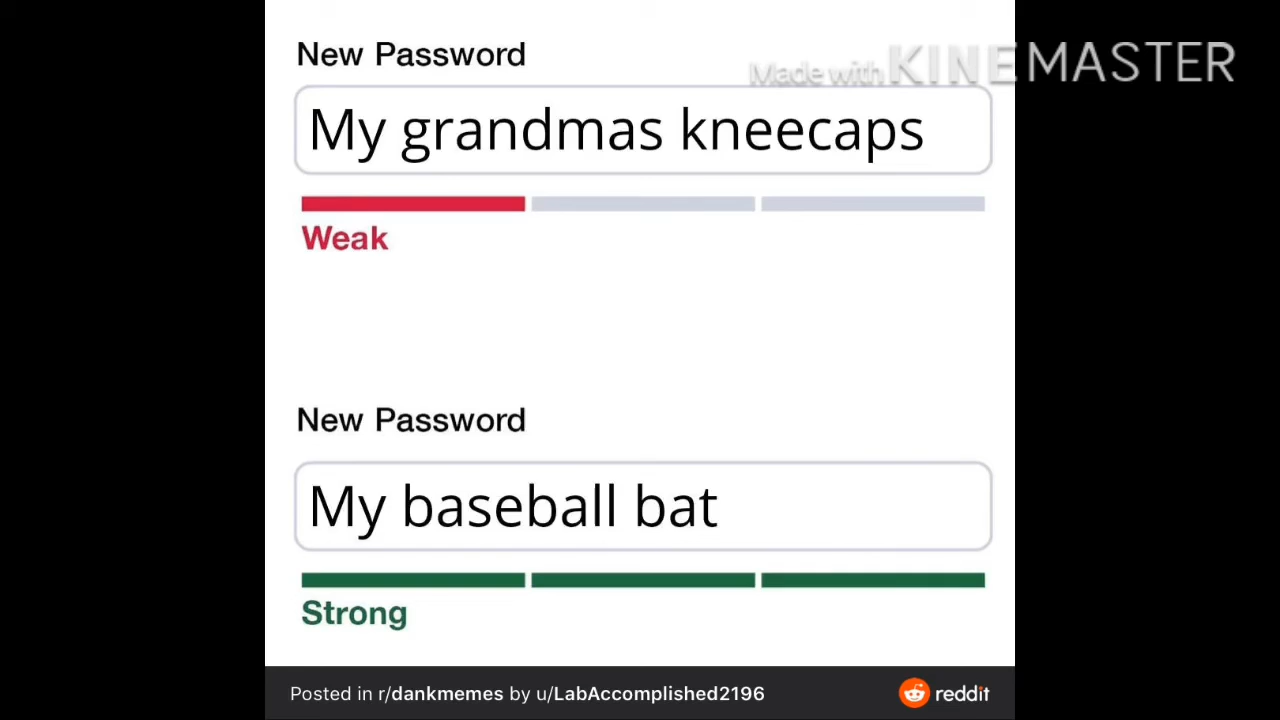 New Password
Made with KINEMASTER
My grandmas kneecaps
Weak
New Password
My baseball bat
Strong
Posted in r/dankmemes by u/LabAccomplished2196
reddit